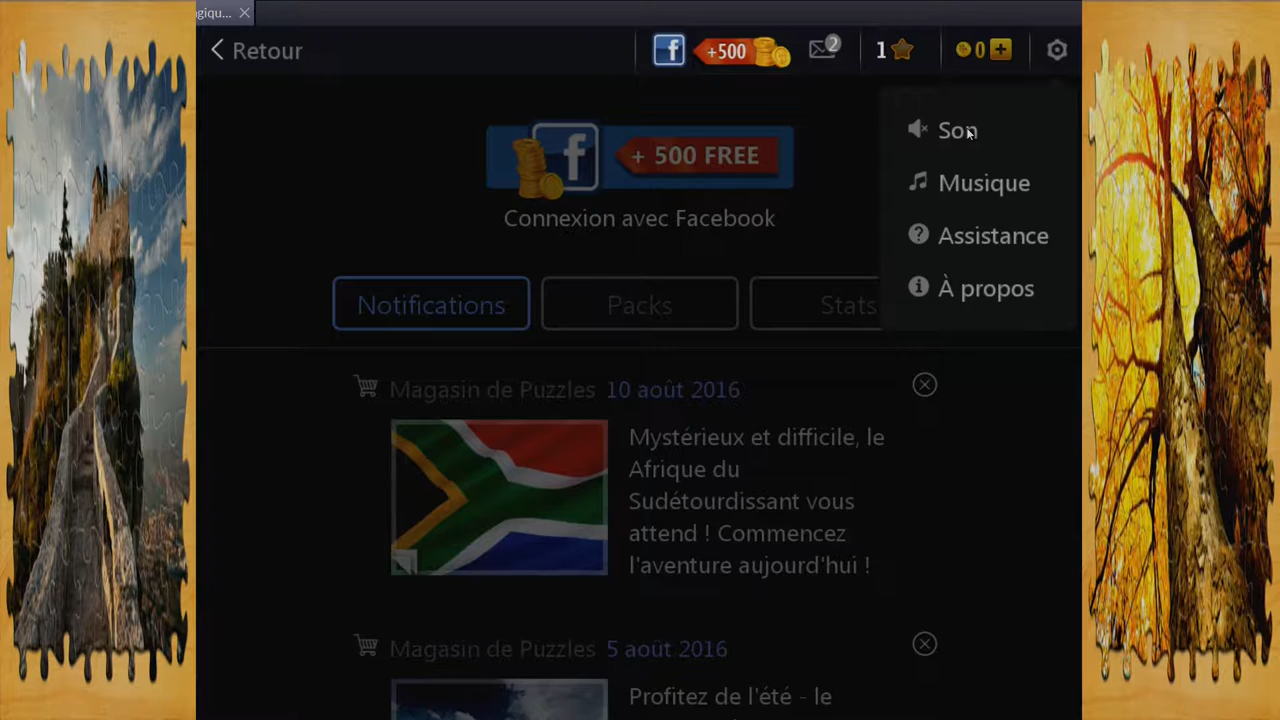 giqu...
Retour
+500
2
1
0
+ 500 FREE
Connexion avec Facebook
Son
Musique
Assistance
À propos
Notifications
Packs
Stats
Magasin de Puzzles 10 août 2016
Mystérieux et difficile, le
Afrique du
Sudétourdissant vous
attend ! Commencez
l'aventure aujourd'hui !
Magasin de Puzzles 5 août 2016
Profitez de l'été - le